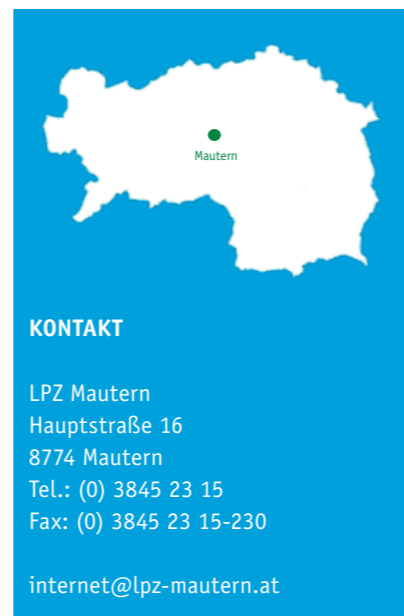 Mautern
KONTAKT
LPZ Mautern
Hauptstraße 16
8774 Mautern
Tel.: (0) 3845 23 15
Fax: (0) 3845 23 15-230
internet@lpz-mautern.at